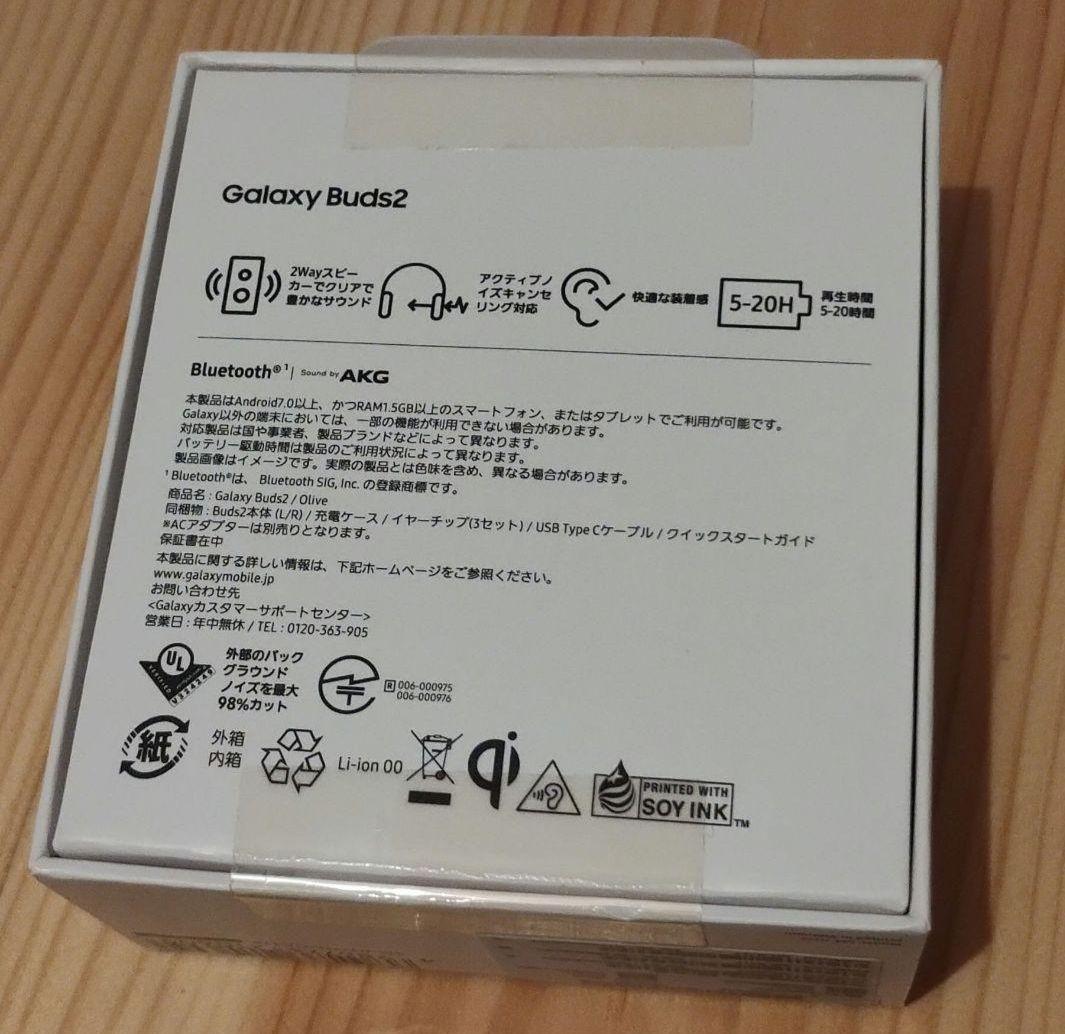 Galaxy Buds2
2Wayスピー
カーでクリアで
豊かなサウンド
アクティブノ
イズキャンセ
リング対応
快適な装着感
5-20H
再生時間
5-20時間
Bluetooth®¹ | Sound by AKG
本製品はAndroid7.0以上、かつRAM1.5GB以上のスマートフォン、またはタブレットでご利用が可能です。
Galaxy以外の端末においては、一部の機能が利用できない場合があります。
対応製品は国や事業者、製品ブランドなどによって異なります。
バッテリー駆動時間は製品のご利用状況によって異なります。
製品画像はイメージです。実際の製品とは色味を含め、異なる場合があります。
¹ Bluetooth®は、 Bluetooth SIG, Inc. の登録商標です。
商品名 : Galaxy Buds2 / Olive
同梱物 : Buds2本体 (L/R) / 充電ケース / イヤーチップ(3セット) / USB Type Cケーブル / クイックスタートガイド
※ACアダプターは別売りとなります。
保証書在中
本製品に関する詳しい情報は、下記ホームページをご参照ください。
www.galaxymobile.jp
お問い合わせ先
<Galaxyカスタマーサポートセンター>
営業日 : 年中無休 / TEL : 0120-363-905
UL
V324240
外部のバック
グラウンド
ノイズを最大
98%カット
R 006-000975
006-000976
紙
外箱
内箱
Li-ion 00
qi
PRINTED WITH
SOY INK ™